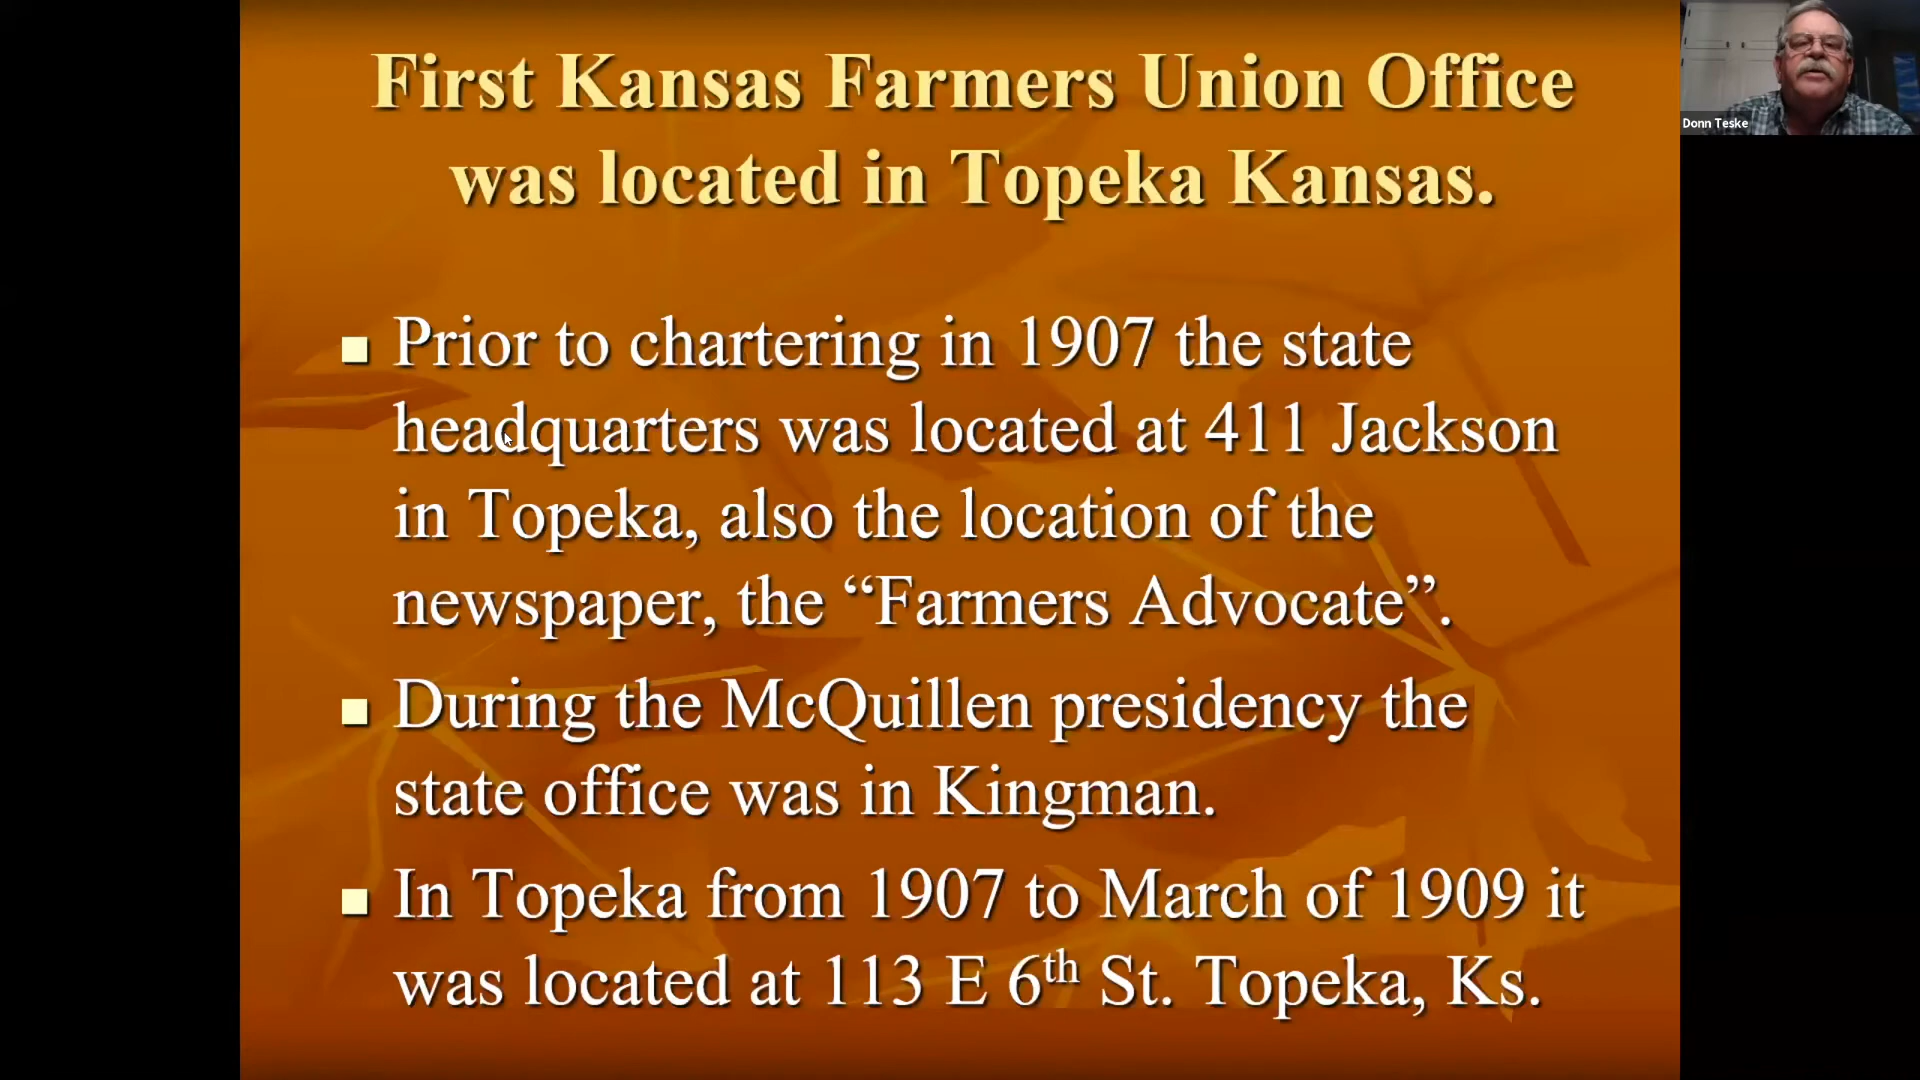 First Kansas Farmers Union Office
was located in Topeka Kansas.
Prior to chartering in 1907 the state
headquarters was located at 411 Jackson
in Topeka, also the location of the
newspaper, the “Farmers Advocate”.
During the McQuillen presidency the
state office was in Kingman.
In Topeka from 1907 to March of 1909 it
was located at 113 E 6th St. Topeka, Ks.
Donn Teske